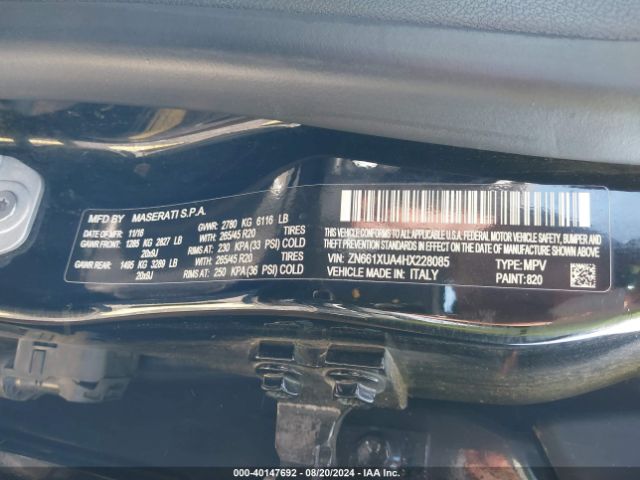 MFD BY: MASERATI S.P.A.
DATE OF MFR: 11/16 GVWR: 2780 KG 6116 LB
GAWR FRONT: 1285 KG 2827 LB WITH: 265/45 R20 TIRES
20x9J RIMS AT: 230 KPA(33 PSI) COLD
GAWR REAR: 1495 KG 3289 LB WITH: 265/45 R20 TIRES
20x9J RIMS AT: 250 KPA(36 PSI) COLD
THIS VEHICLE CONFORMS TO ALL APPLICABLE U.S. FEDERAL MOTOR VEHICLE SAFETY, BUMPER AND THEFT PREVENTION STANDARDS IN EFFECT ON THE DATE OF MANUFACTURE SHOWN ABOVE
VIN: ZN661XUA4HX228085 TYPE: MPV
VEHICLE MADE IN: ITALY PAINT: 820
000-40147692 - 08/20/2024 - IAA Inc.